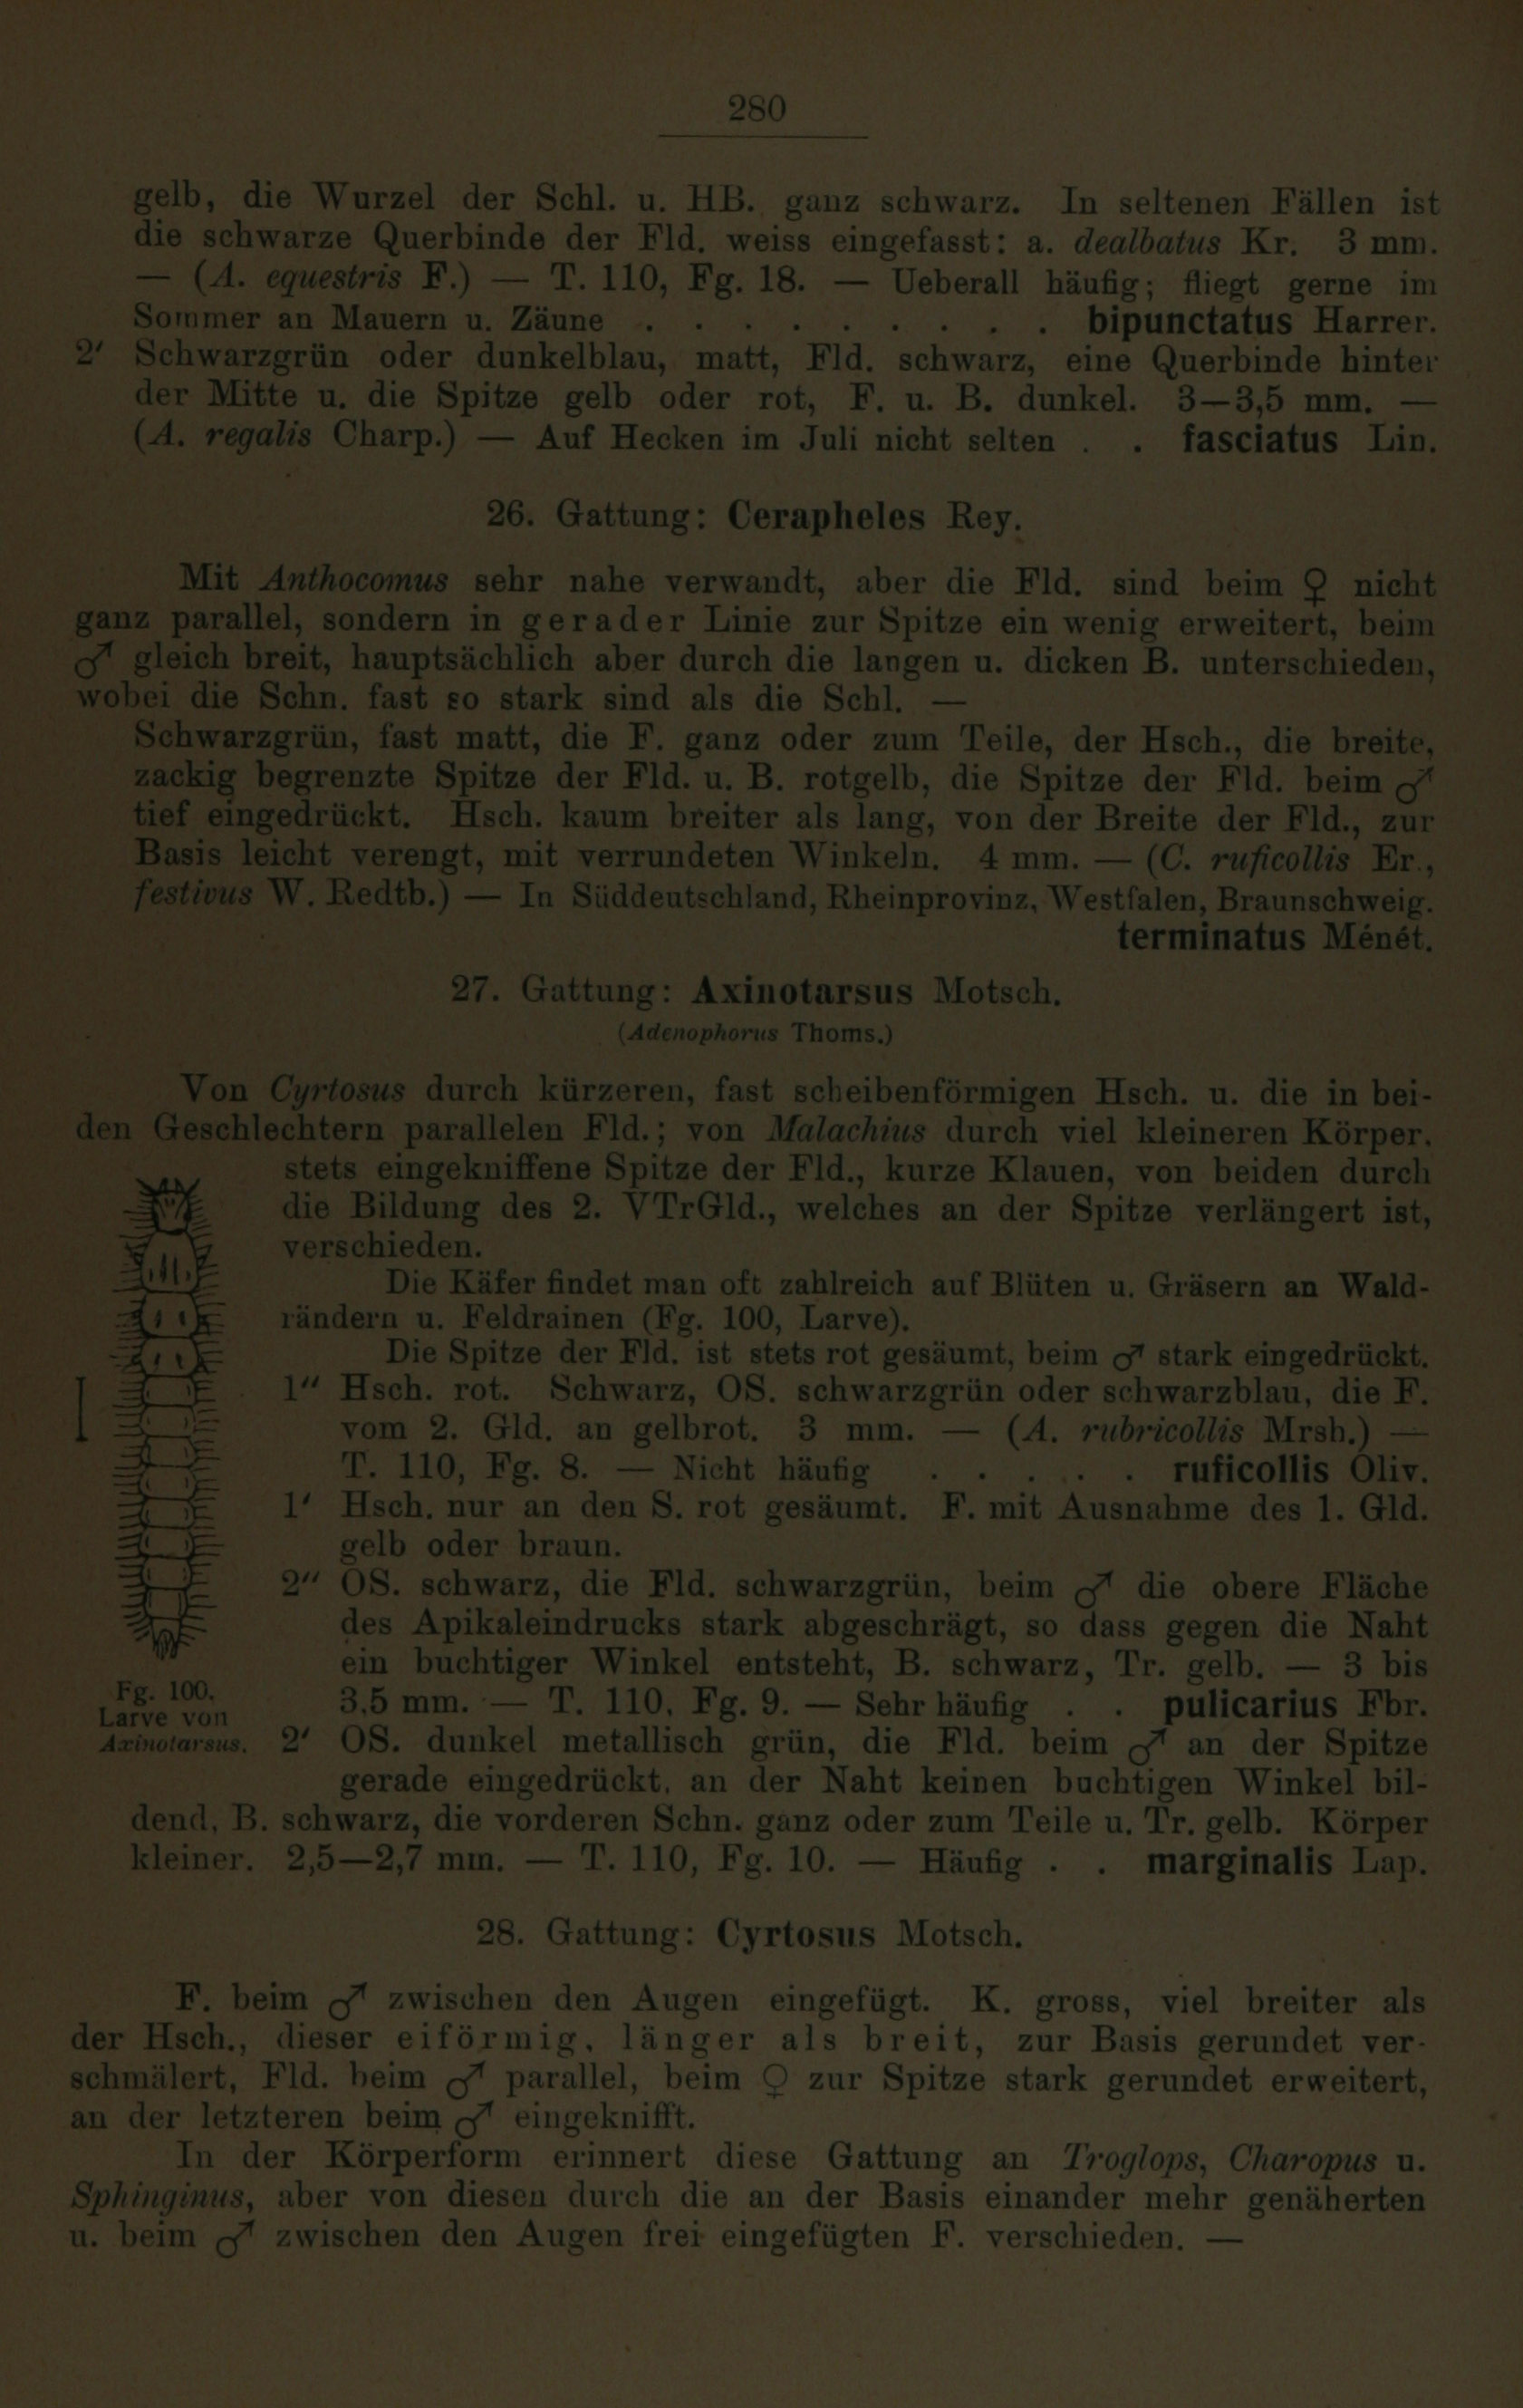 280
gelb, die Wurzel der Schl. u. HB. ganz schwarz. In seltenen Fällen ist
die schwarze Querbinde der Fld. weiss eingefasst: a. dealbatus Kr. 3 mm.
— (A. equestris F.) — T. 110, Fg. 18. — Ueberall häufig; fliegt gerne im
Sommer an Mauern u. Zäune . . . . . . . . . bipunctatus Harrer.
2' Schwarzgrün oder dunkelblau, matt, Fld. schwarz, eine Querbinde hinter
der Mitte u. die Spitze gelb oder rot, F. u. B. dunkel. 3—3,5 mm. —
(A. regalis Charp.) — Auf Hecken im Juli nicht selten . . fasciatus Lin.
26. Gattung: Cerapheles Rey.
Mit Anthocomus sehr nahe verwandt, aber die Fld. sind beim ♀ nicht
ganz parallel, sondern in gerader Linie zur Spitze ein wenig erweitert, beim
♂ gleich breit, hauptsächlich aber durch die langen u. dicken B. unterschieden,
wobei die Schn. fast so stark sind als die Schl. —
Schwarzgrün, fast matt, die F. ganz oder zum Teile, der Hsch., die breite,
zackig begrenzte Spitze der Fld. u. B. rotgelb, die Spitze der Fld. beim ♂
tief eingedrückt. Hsch. kaum breiter als lang, von der Breite der Fld., zur
Basis leicht verengt, mit verrundeten Winkeln. 4 mm. — (C. ruficollis Er.,
festivus W. Redtb.) — In Süddeutschland, Rheinprovinz, Westfalen, Braunschweig.
terminatus Ménét.
27. Gattung: Axinotarsus Motsch.
(Adenophorus Thoms.)
Von Cyrtosus durch kürzeren, fast scheibenförmigen Hsch. u. die in bei-
den Geschlechtern parallelen Fld.; von Malachius durch viel kleineren Körper,
stets eingekniffene Spitze der Fld., kurze Klauen, von beiden durch
die Bildung des 2. VTrGld., welches an der Spitze verlängert ist,
verschieden.
Die Käfer findet man oft zahlreich auf Blüten u. Gräsern an Wald-
rändern u. Feldrainen (Fg. 100, Larve).
Die Spitze der Fld. ist stets rot gesäumt, beim ♂ stark eingedrückt.
1'' Hsch. rot. Schwarz, OS. schwarzgrün oder schwarzblau, die F.
vom 2. Gld. an gelbrot. 3 mm. — (A. rubricollis Mrsh.) —
T. 110, Fg. 8. — Nicht häufig . . . . . ruficollis Oliv.
1' Hsch. nur an den S. rot gesäumt. F. mit Ausnahme des 1. Gld.
gelb oder braun.
2'' OS. schwarz, die Fld. schwarzgrün, beim ♂ die obere Fläche
des Apikaleindrucks stark abgeschrägt, so dass gegen die Naht
ein buchtiger Winkel entsteht, B. schwarz, Tr. gelb. — 3 bis
3,5 mm. — T. 110, Fg. 9. — Sehr häufig . . pulicarius Fbr.
Fg. 100.
Larve von
Axinotarsus.
2' OS. dunkel metallisch grün, die Fld. beim ♂ an der Spitze
gerade eingedrückt, an der Naht keinen buchtigen Winkel bil-
dend, B. schwarz, die vorderen Schn. ganz oder zum Teile u. Tr. gelb. Körper
kleiner. 2,5—2,7 mm. — T. 110, Fg. 10. — Häufig . . marginalis Lap.
28. Gattung: Cyrtosus Motsch.
F. beim ♂ zwischen den Augen eingefügt. K. gross, viel breiter als
der Hsch., dieser eiförmig, länger als breit, zur Basis gerundet ver-
schmälert, Fld. beim ♂ parallel, beim ♀ zur Spitze stark gerundet erweitert,
an der letzteren beim ♂ eingeknifft.
In der Körperform erinnert diese Gattung an Troglops, Charopus u.
Sphinginus, aber von diesen durch die an der Basis einander mehr genäherten
u. beim ♂ zwischen den Augen frei eingefügten F. verschieden. —